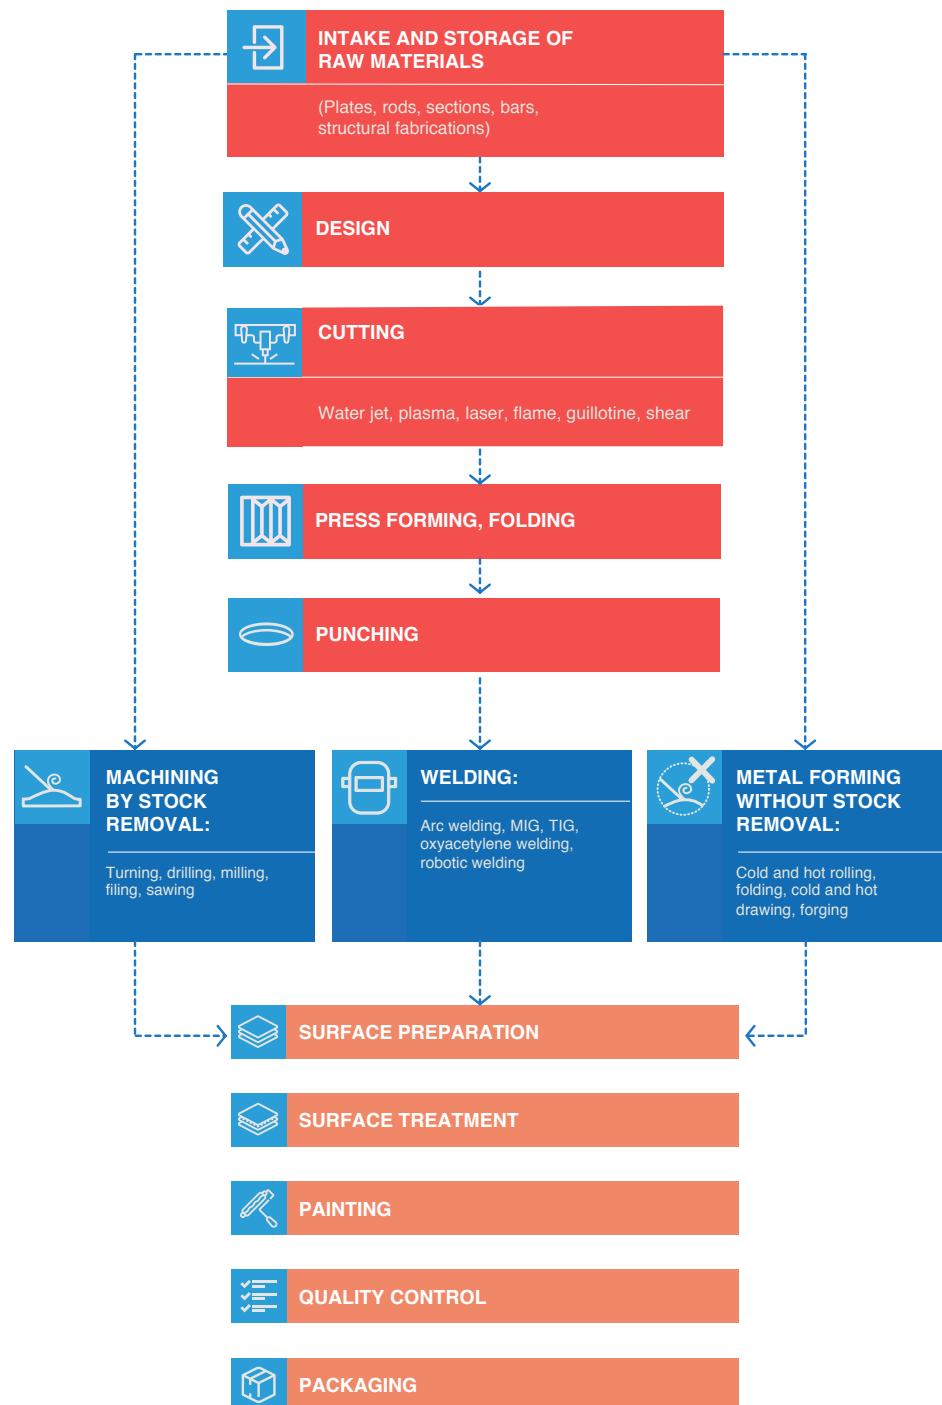 INTAKE AND STORAGE OF
RAW MATERIALS
(Plates, rods, sections, bars,
structural fabrications)
DESIGN
CUTTING
Water jet, plasma, laser, flame, guillotine, shear
PRESS FORMING, FOLDING
PUNCHING
MACHINING
BY STOCK
REMOVAL:
Turning, drilling, milling,
filing, sawing
WELDING:
Arc welding, MIG, TIG,
oxyacetylene welding,
robotic welding
METAL FORMING
WITHOUT STOCK
REMOVAL:
Cold and hot rolling,
folding, cold and hot
drawing, forging
SURFACE PREPARATION
SURFACE TREATMENT
PAINTING
QUALITY CONTROL
PACKAGING